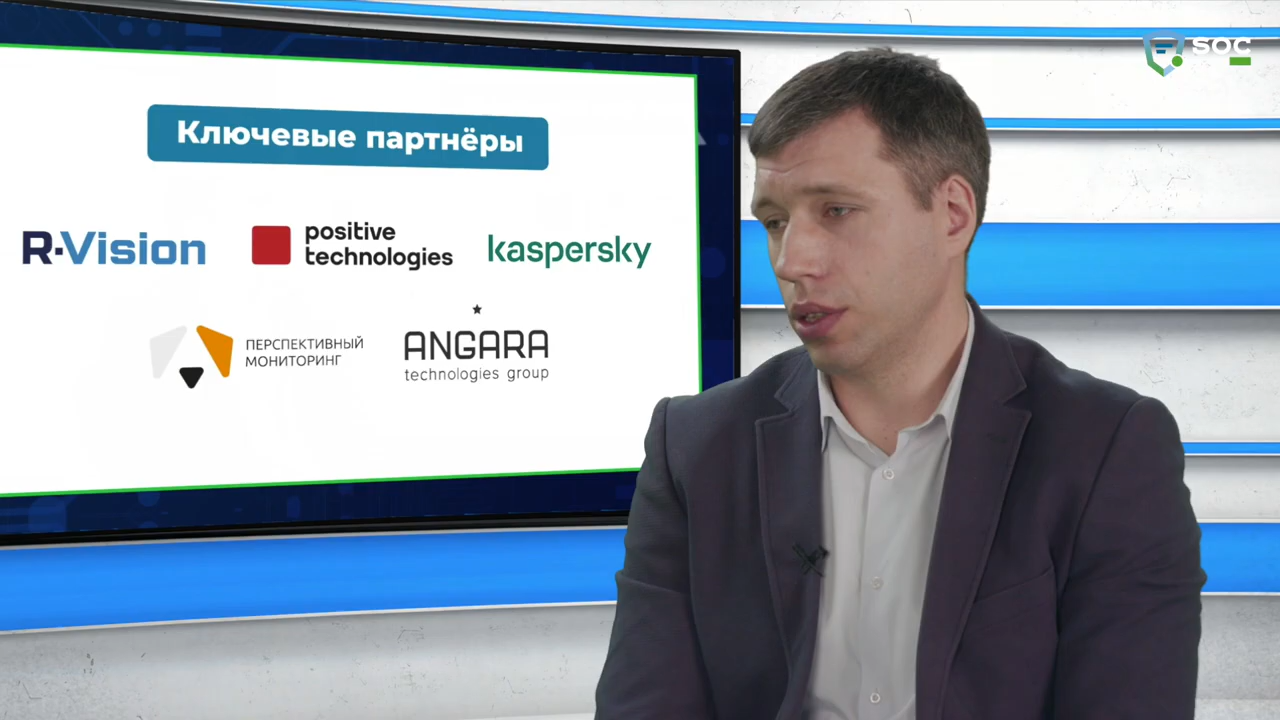 SOC
Ключевые партнёры
R·Vision
positive
technologies
kaspersky
ПЕРСПЕКТИВНЫЙ
МОНИТОРИНГ
ANGARA
technologies group